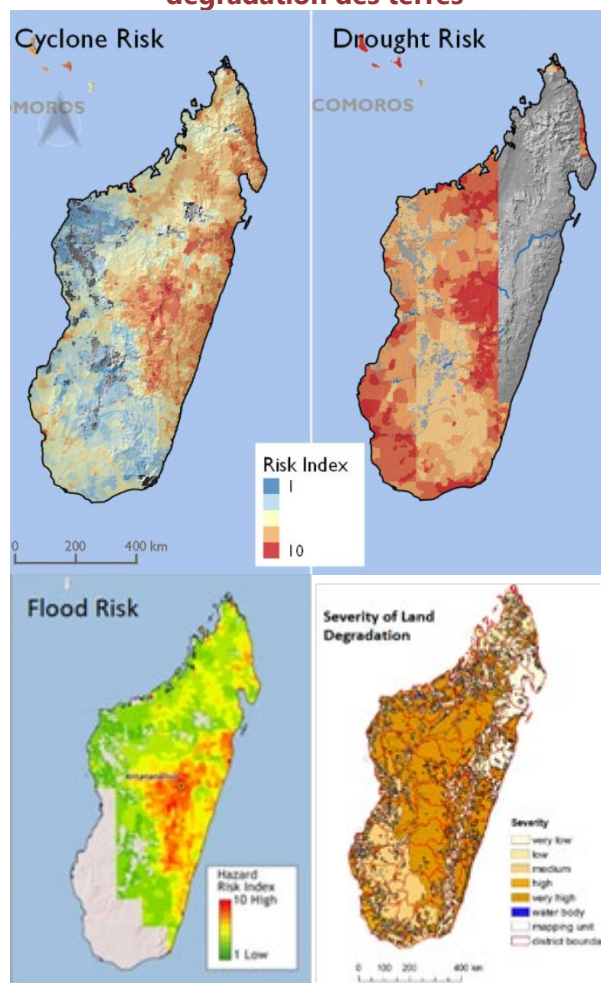 dégradation des terres
Cyclone Risk
Drought Risk
COMOROS
MOROS
Risk Index
1
10
0 200 400 km
Flood Risk
Antananarivo
Hazard
Risk Index
10 High
1 Low
Severity of Land
Degradation
Severity
very low
low
medium
high
very high
water body
mapping unit
district bounda
0 100 200 400 km